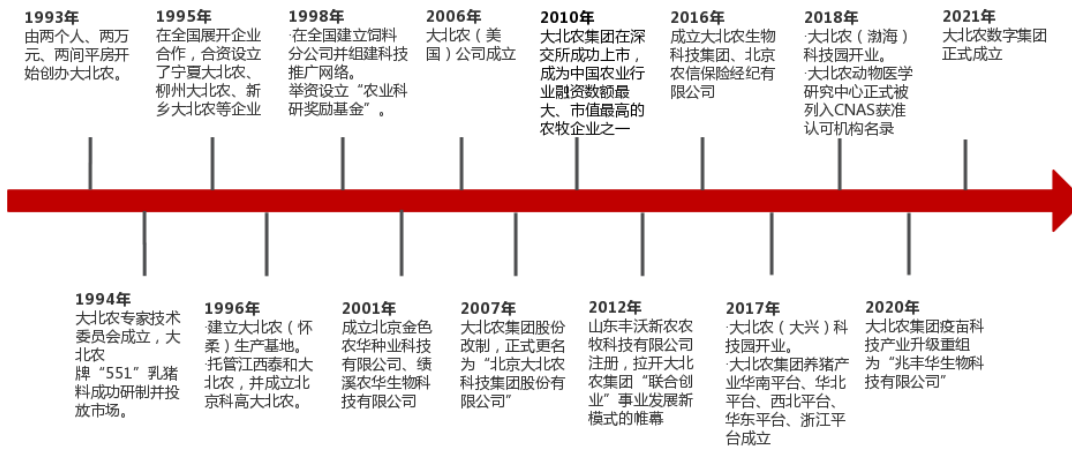 1993年
由两个人、两万
元、两间平房开
始创办大北农。
1995年
在全国展开企业
合作，合资设立
了宁夏大北农、
柳州大北农、新
乡大北农等企业
1998年
·在全国建立饲料
分公司并组建科技
推广网络。
举资设立“农业科
研奖励基金”。
2006年
大北农（美
国）公司成立
2010年
大北农集团在深
交所成功上市，
成为中国农业行
业融资数额最
大、市值最高的
农牧企业之一
2016年
成立大北农生物
科技集团、北京
农信保险经纪有
限公司
2018年
·大北农（渤海）
科技园开业。
·大北农动物医学
研究中心正式被
列入CNAS获准
认可机构名录
2021年
大北农数字集团
正式成立
1994年
大北农专家技术
委员会成立，大
北农
牌“551”乳猪
料成功研制并投
放市场。
1996年
·建立大北农（怀
柔）生产基地。
·托管江西泰和大
北农，并成立北
京科高大北农。
2001年
成立北京金色
农华种业科技
有限公司、绩
溪农华生物科
技有限公司
2007年
大北农集团股份
改制，正式更名
为“北京大北农
科技集团股份有
限公司”
2012年
山东丰沃新农农
牧科技有限公司
注册，拉开大北
农集团“联合创
业”事业发展新
模式的帷幕
2017年
·大北农（大兴）科
技园开业。
·大北农集团养猪产
业华南平台、华北
平台、西北平台、
华东平台、浙江平
台成立
2020年
大北农集团疫苗科
技产业升级重组
为“兆丰华生物科
技有限公司”